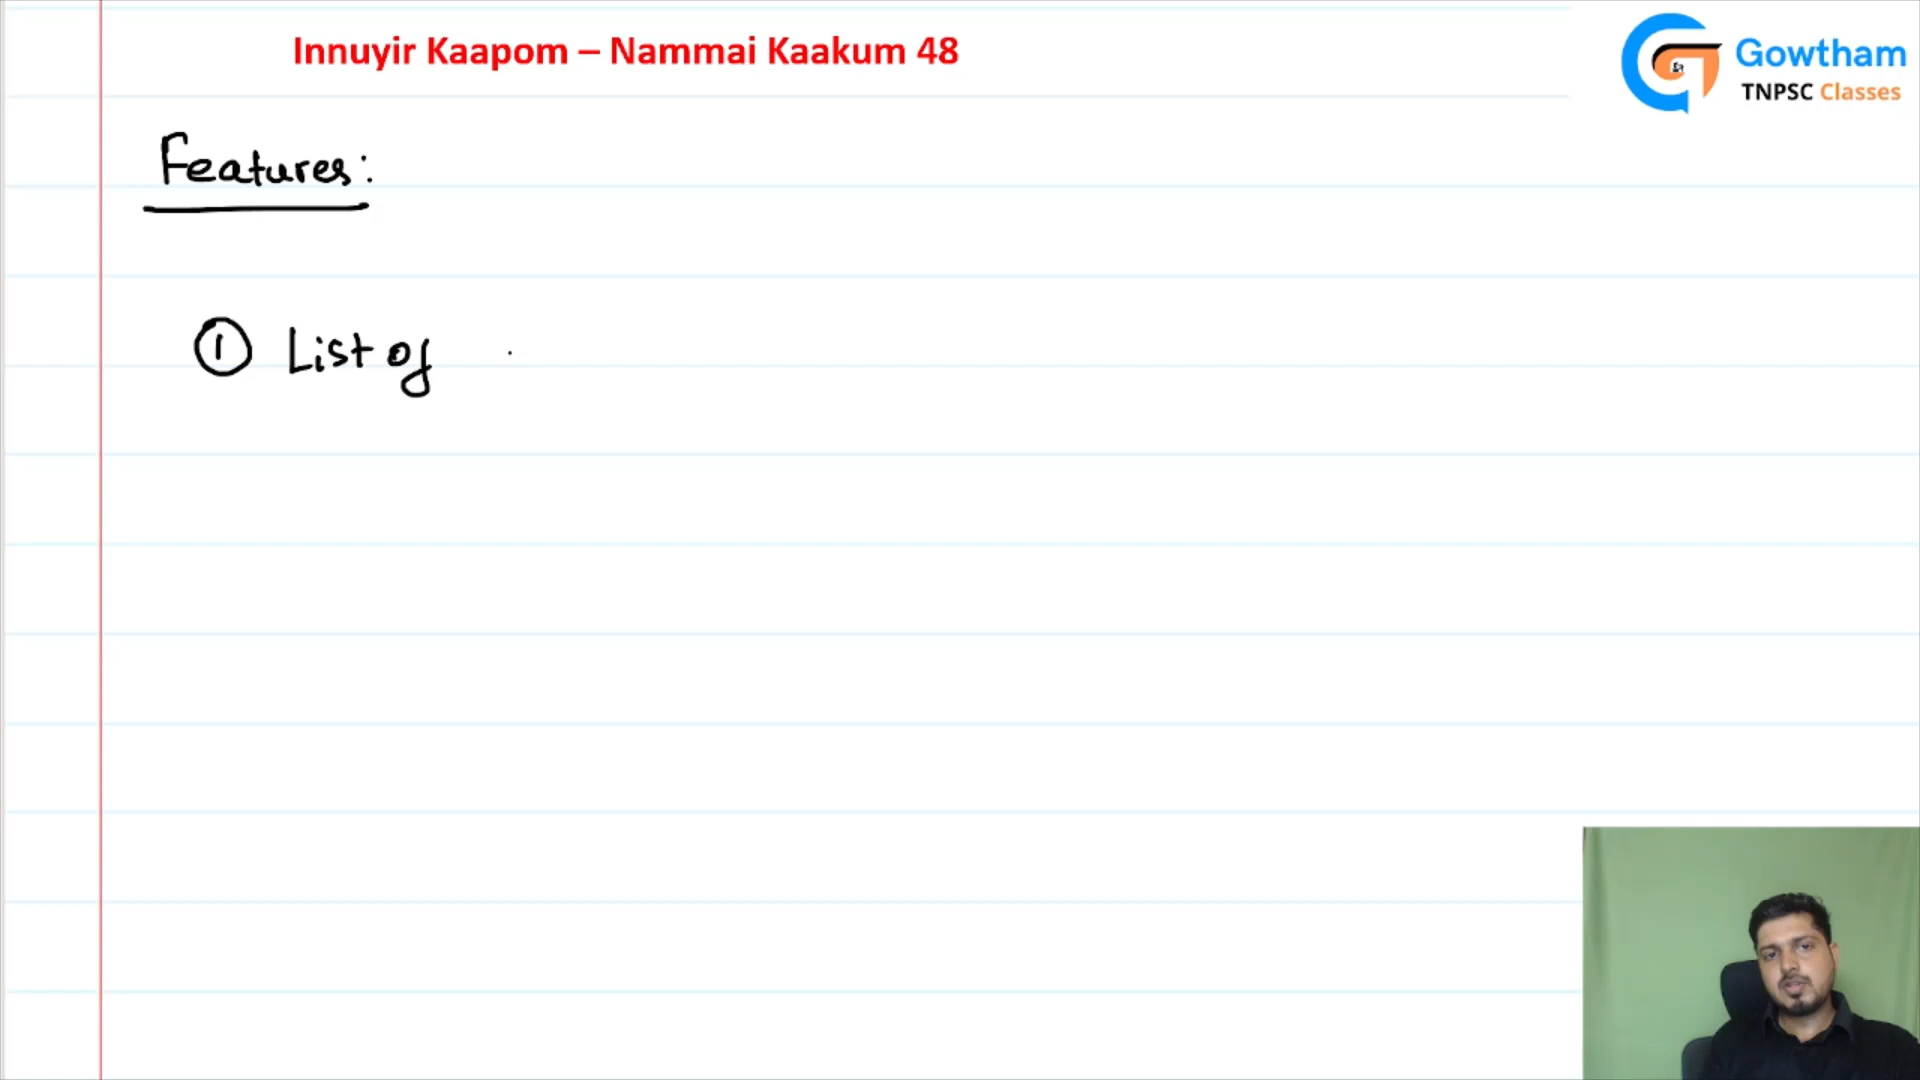 Innuyir Kaapom – Nammai Kaakum 48
Gowtham
TNPSC Classes
Features:
① List of